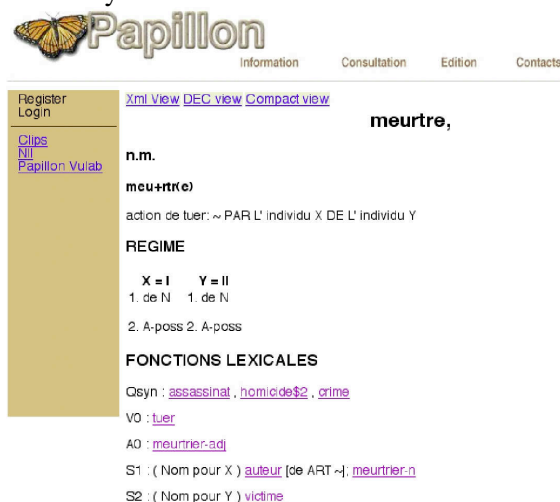 Papillon
Information Consultation Edition Contacts
Register
Login
Clips
NII
Papillon Vulab
Xml View DEC view Compact view
meurtre,
n.m.
meu+rtr(e)
action de tuer: ~ PAR L' individu X DE L' individu Y
REGIME
X = I Y = II
1. de N 1. de N
2. A-poss 2. A-poss
FONCTIONS LEXICALES
Qsyn : assassinat , homicide$2 , crime
V0 : tuer
A0 : meurtrier-adj
S1 : ( Nom pour X ) auteur [de ART ~]; meurtrier-n
S2 : ( Nom pour Y ) victime